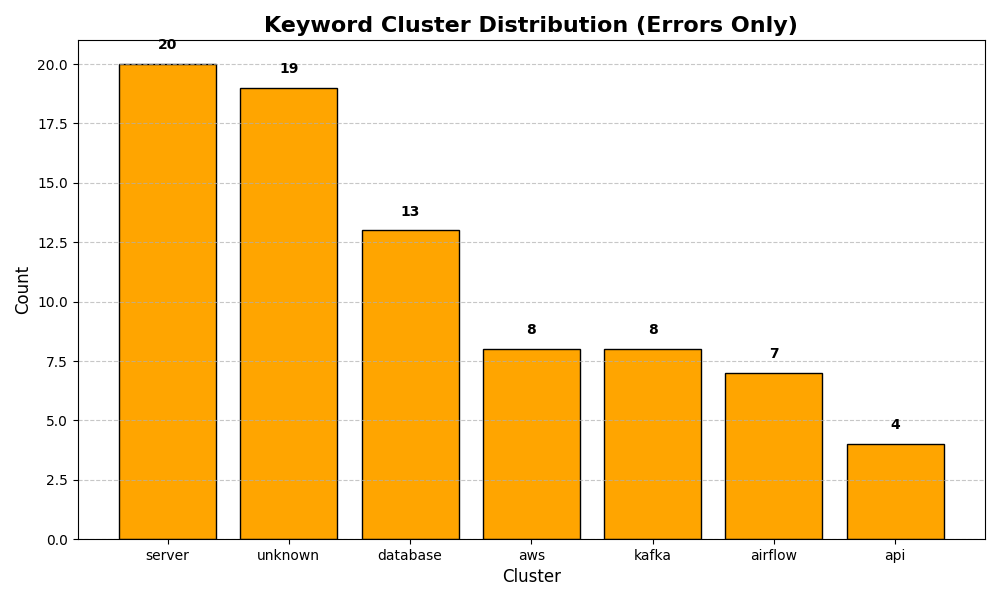 Keyword Cluster Distribution (Errors Only)
20
19
13
8
8
7
4
20.0
17.5
15.0
12.5
10.0
7.5
5.0
2.5
0.0
Count
server
unknown
database
aws
kafka
airflow
api
Cluster